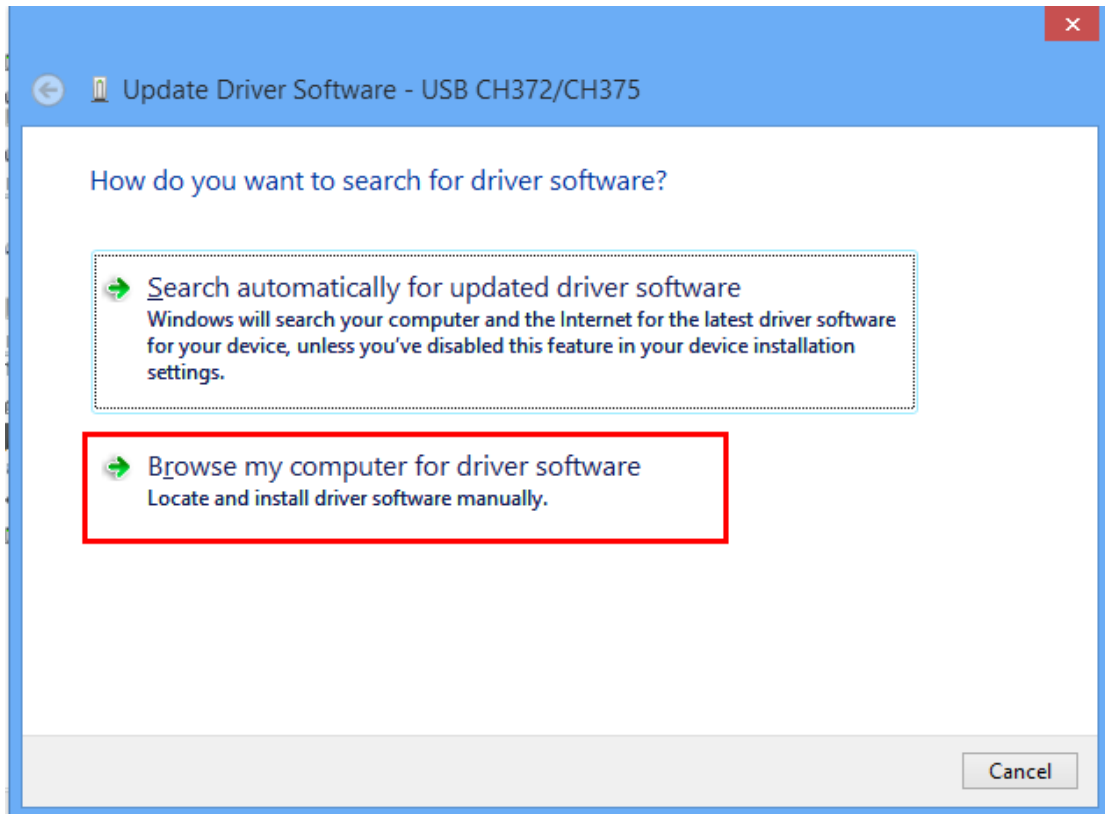 Update Driver Software - USB CH372/CH375
How do you want to search for driver software?
Search automatically for updated driver software
Windows will search your computer and the Internet for the latest driver software
for your device, unless you've disabled this feature in your device installation
settings.
Browse my computer for driver software
Locate and install driver software manually.
Cancel